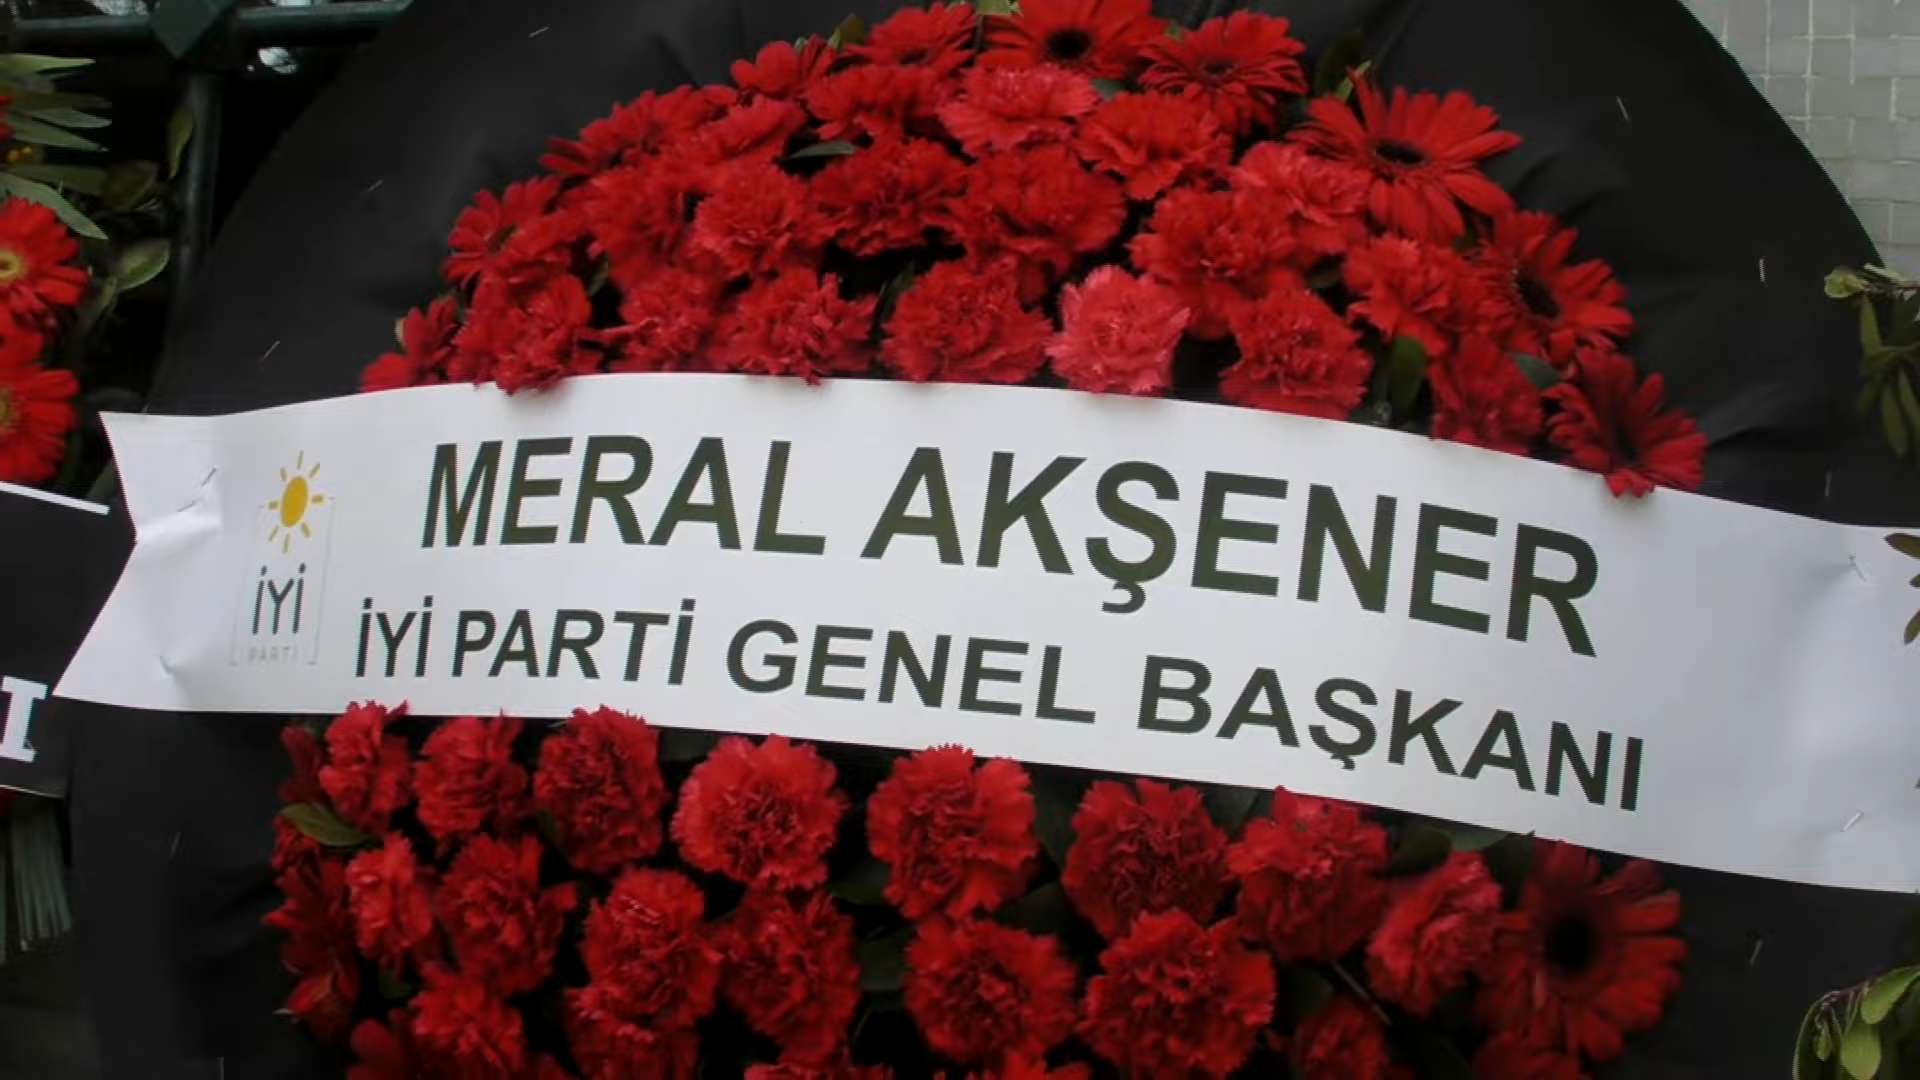 MERAL AKŞENER
İYİ PARTİ GENEL BAŞKANI
İYİ
PARTİ